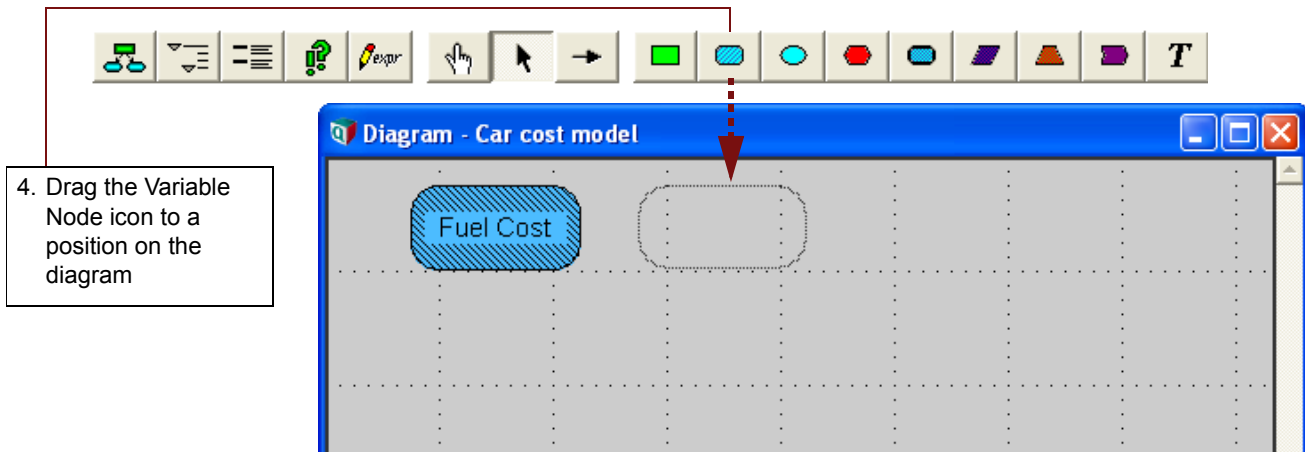 expr
T
Diagram - Car cost model
4. Drag the Variable
Node icon to a
position on the
diagram
Fuel Cost